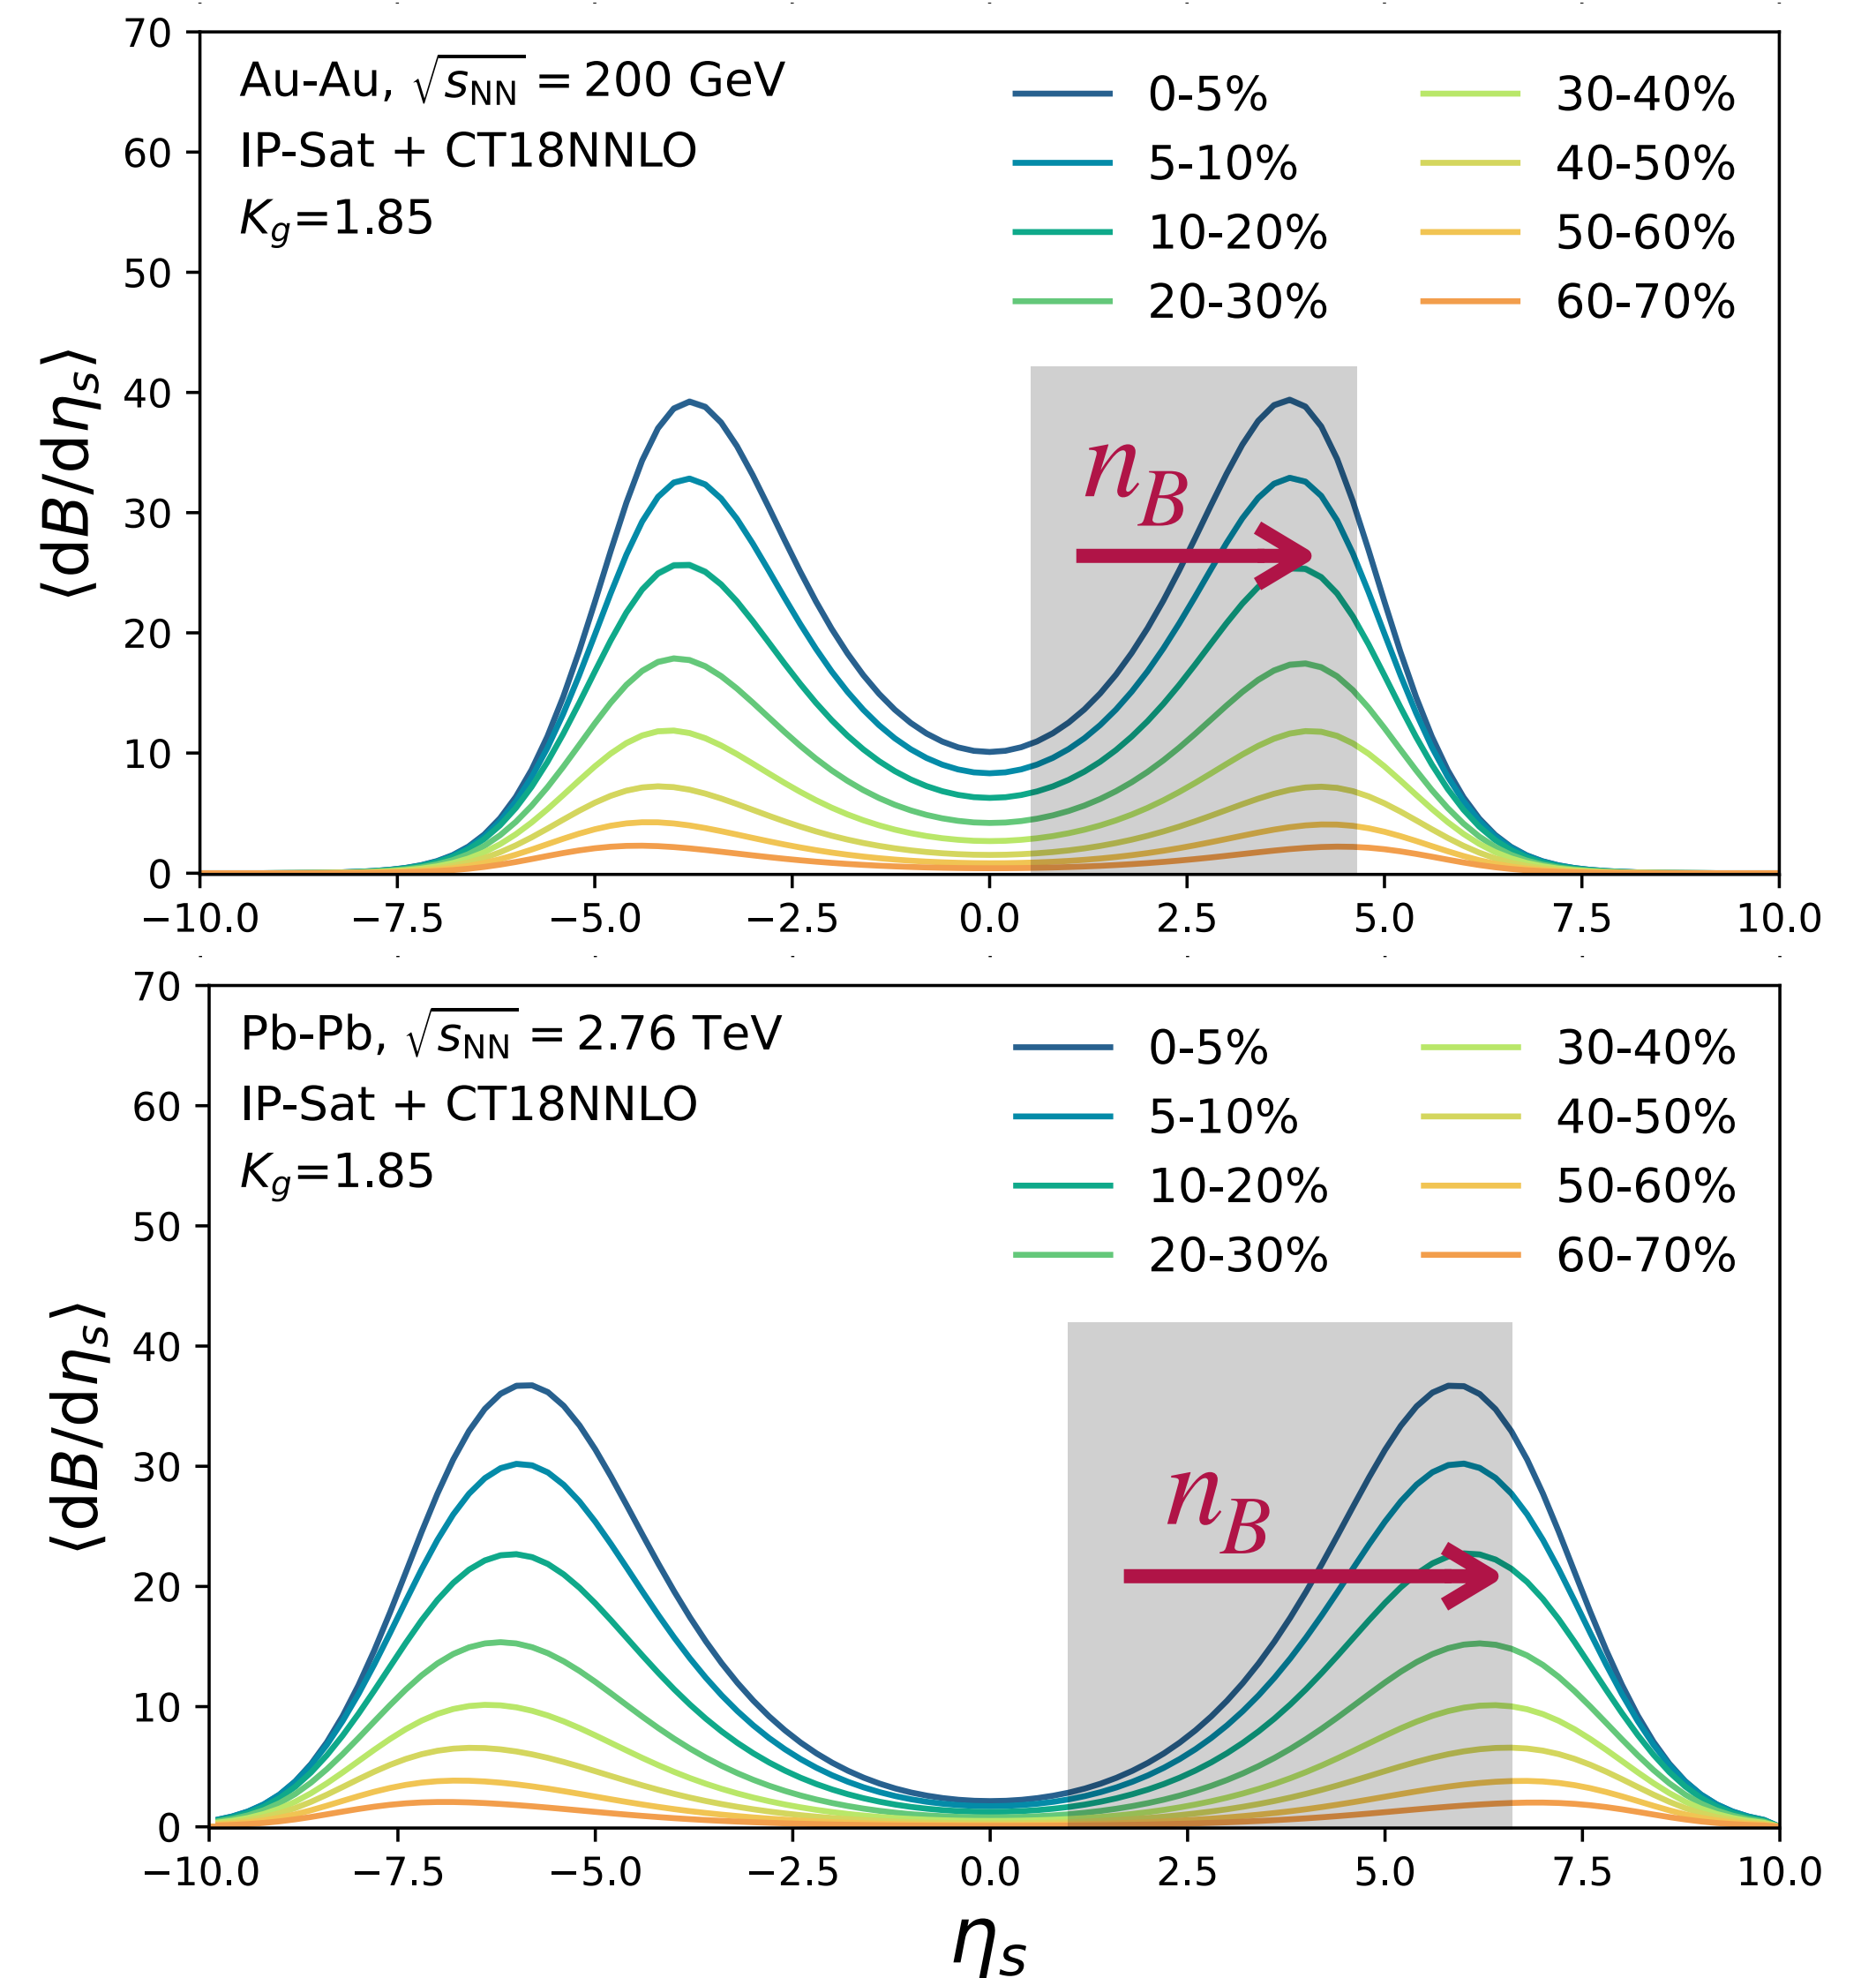 70
60
50
40
30
20
10
0
⟨dB/dηₛ⟩
Au-Au, √sNN = 200 GeV
IP-Sat + CT18NNLO
Kg=1.85
0-5%
5-10%
10-20%
20-30%
30-40%
40-50%
50-60%
60-70%
nB
−10.0 −7.5 −5.0 −2.5 0.0 2.5 5.0 7.5 10.0
70
60
50
40
30
20
10
0
⟨dB/dηₛ⟩
Pb-Pb, √sNN = 2.76 TeV
IP-Sat + CT18NNLO
Kg=1.85
0-5%
5-10%
10-20%
20-30%
30-40%
40-50%
50-60%
60-70%
nB
−10.0 −7.5 −5.0 −2.5 0.0 2.5 5.0 7.5 10.0
ηₛ